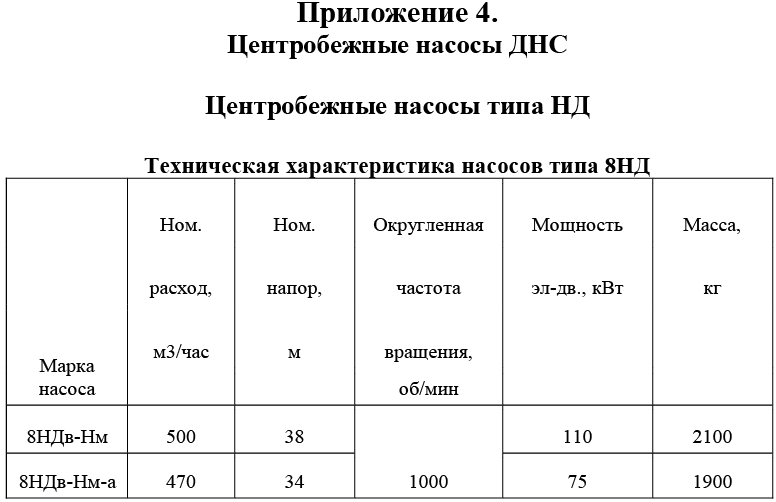 Приложение 4.
Центробежные насосы ДНС
Центробежные насосы типа НД
Техническая характеристика насосов типа 8НД
Марка насоса | Ном. расход, м3/час | Ном. напор, м | Округленная частота вращения, об/мин | Мощность эл-дв., кВт | Масса, кг
8НДв-Нм | 500 | 38 | | 110 | 2100
8НДв-Нм-а | 470 | 34 | 1000 | 75 | 1900